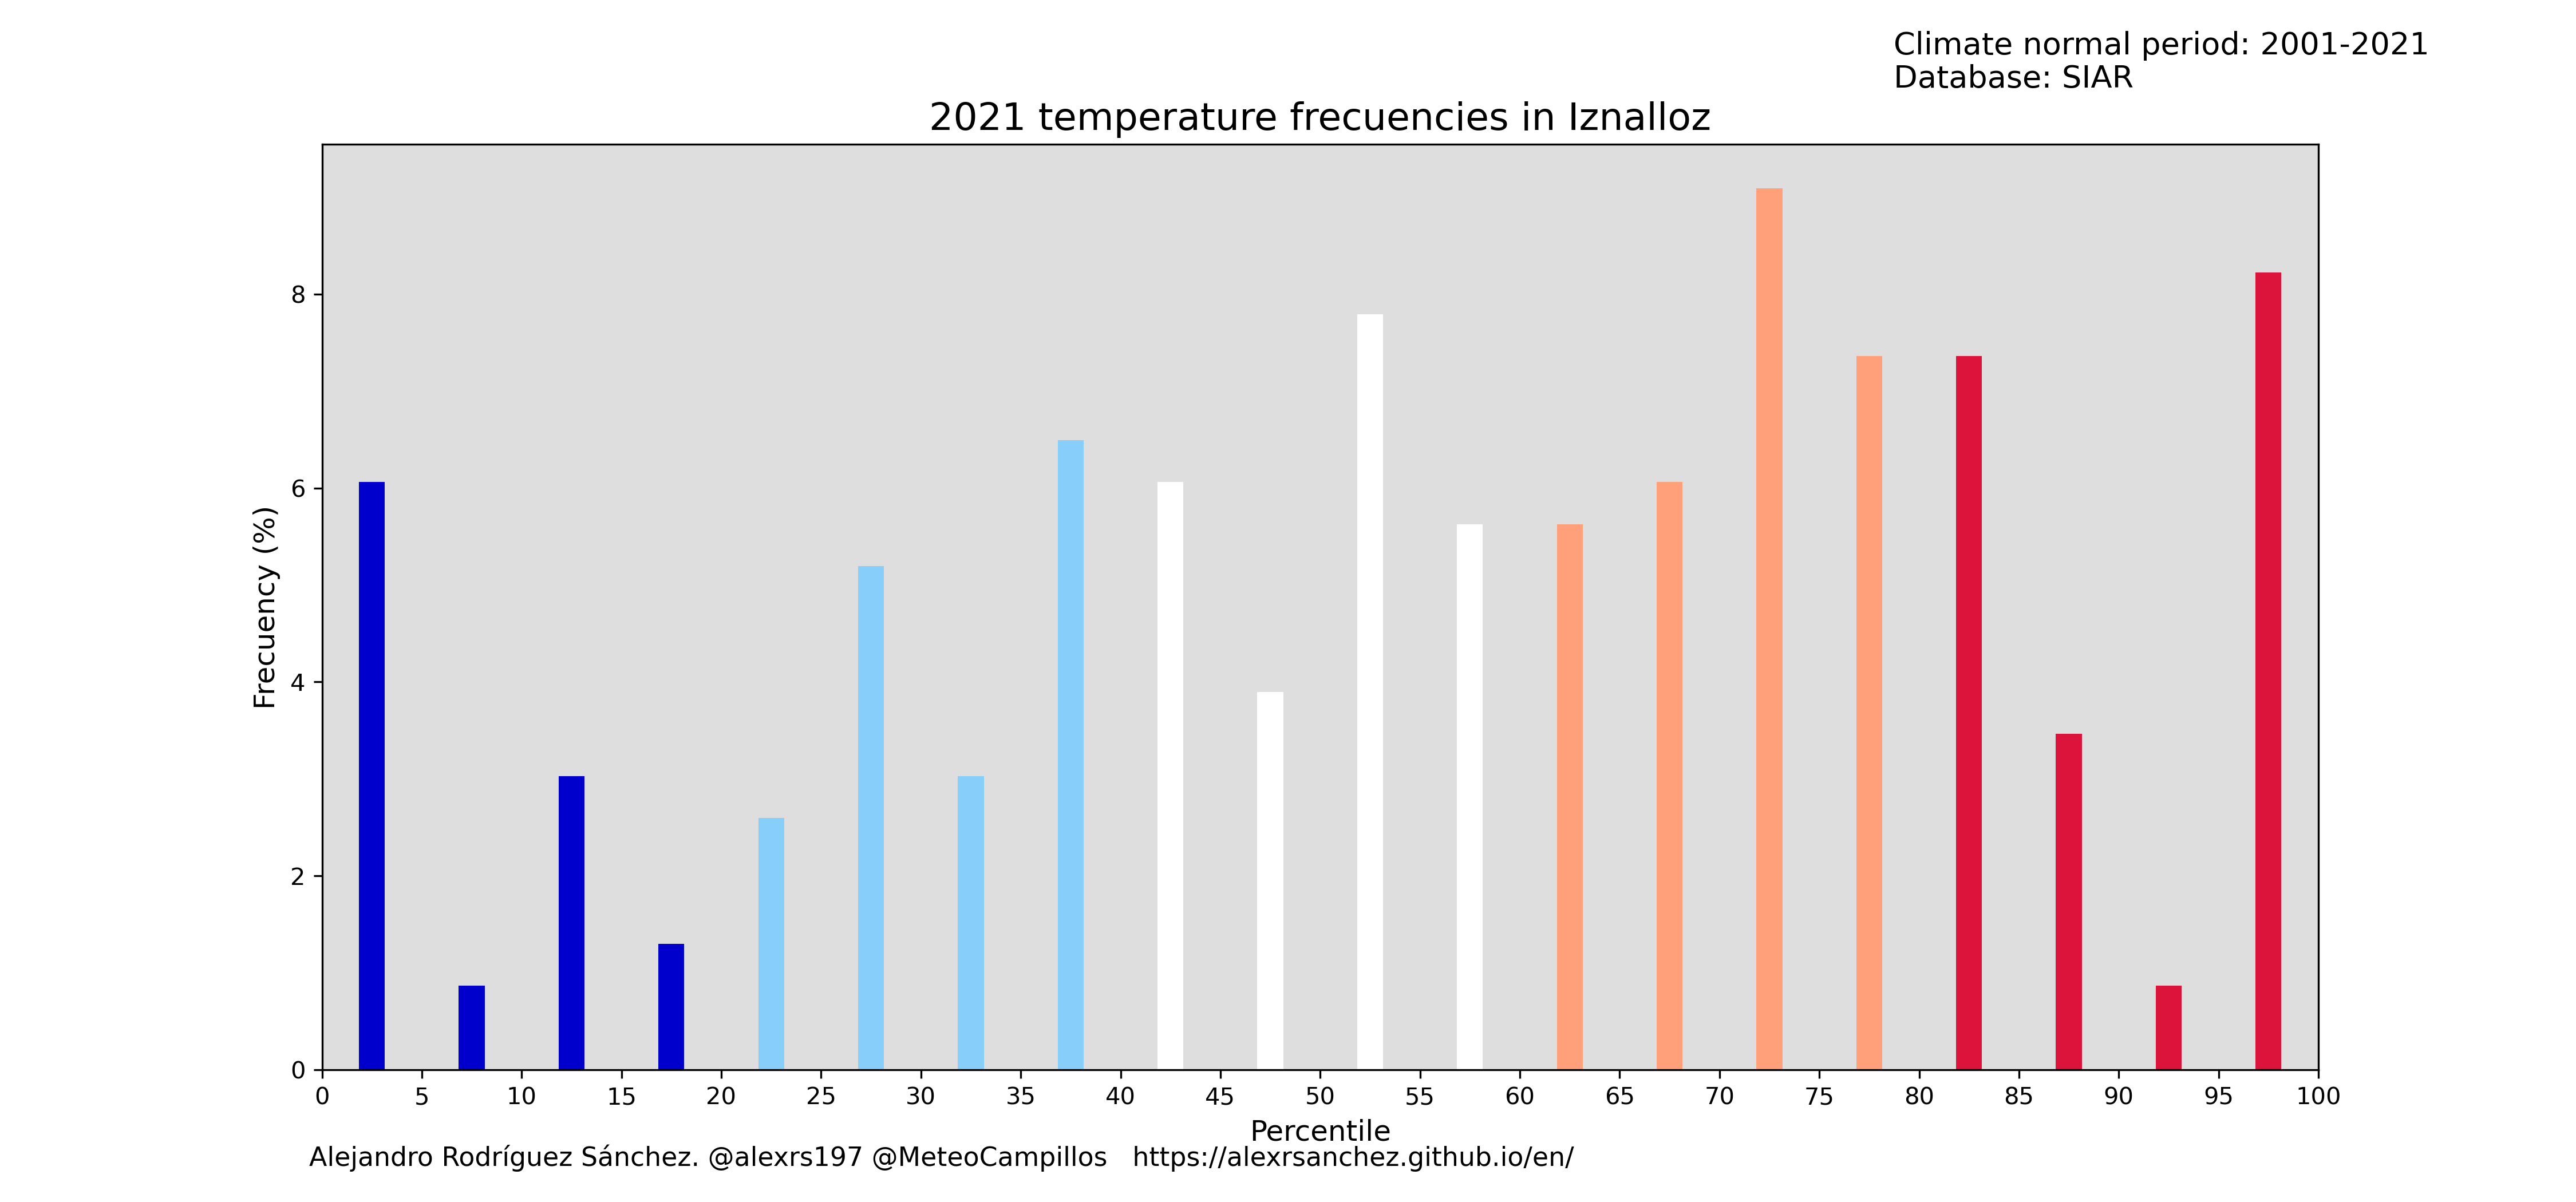 Climate normal period: 2001-2021
Database: SIAR
2021 temperature frecuencies in Iznalloz
Frecuency (%)
8
6
4
2
0
0 5 10 15 20 25 30 35 40 45 50 55 60 65 70 75 80 85 90 95 100
Percentile
Alejandro Rodríguez Sánchez. @alexrs197 @MeteoCampillos https://alexrsanchez.github.io/en/